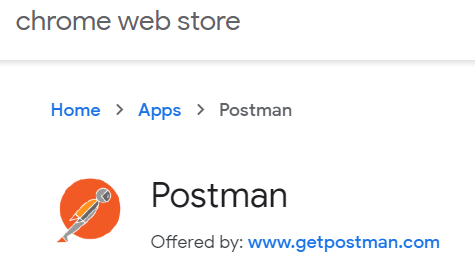 chrome web store
Home > Apps > Postman
Postman
Offered by: www.getpostman.com